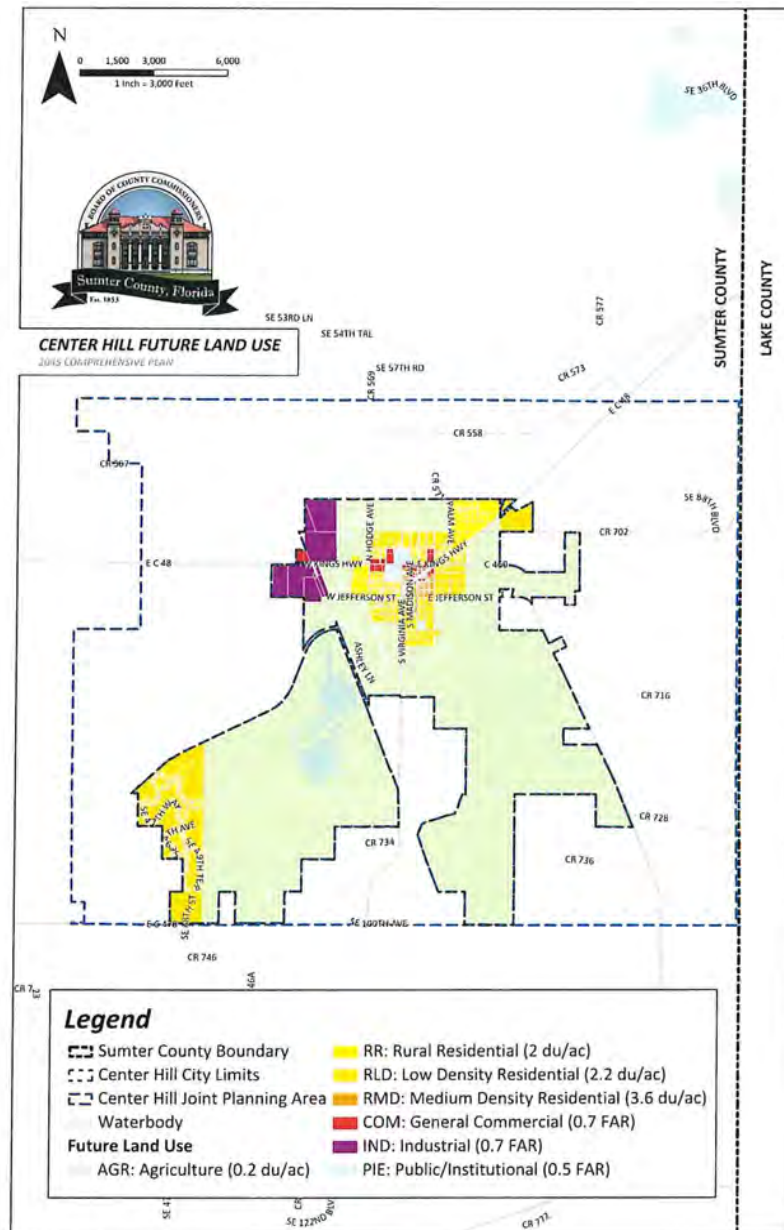 N
0 1,500 3,000 6,000
1 Inch = 3,000 Feet
SE 36TH BLVD
BOARD OF COUNTY COMMISSIONERS
Sumter County, Florida
Est. 1853
SUMTER COUNTY
LAKE COUNTY
SE 53RD LN
CR 577
SE 54TH TRL
CENTER HILL FUTURE LAND USE
2045 COMPREHENSIVE PLAN
SE 57TH RD
CR 569
CR 573
E C 48
CR 558
CR 567
SE 88TH BLVD
N HODGE AVE
PALM AVE
CR 702
E C 48
W KINGS HWY
E KINGS HWY
C 469
W JEFFERSON ST
E JEFFERSON ST
S VIRGINIA AVE
S MADISON AVE
ASHLEY LN
CR 716
CR 728
CR 734
CR 736
SE 109TH AVE
CR 746
46A
Legend
Sumter County Boundary
Center Hill City Limits
Center Hill Joint Planning Area
Waterbody
Future Land Use
AGR: Agriculture (0.2 du/ac)
RR: Rural Residential (2 du/ac)
RLD: Low Density Residential (2.2 du/ac)
RMD: Medium Density Residential (3.6 du/ac)
COM: General Commercial (0.7 FAR)
IND: Industrial (0.7 FAR)
PIE: Public/Institutional (0.5 FAR)
SE 122ND BLV
CR 772